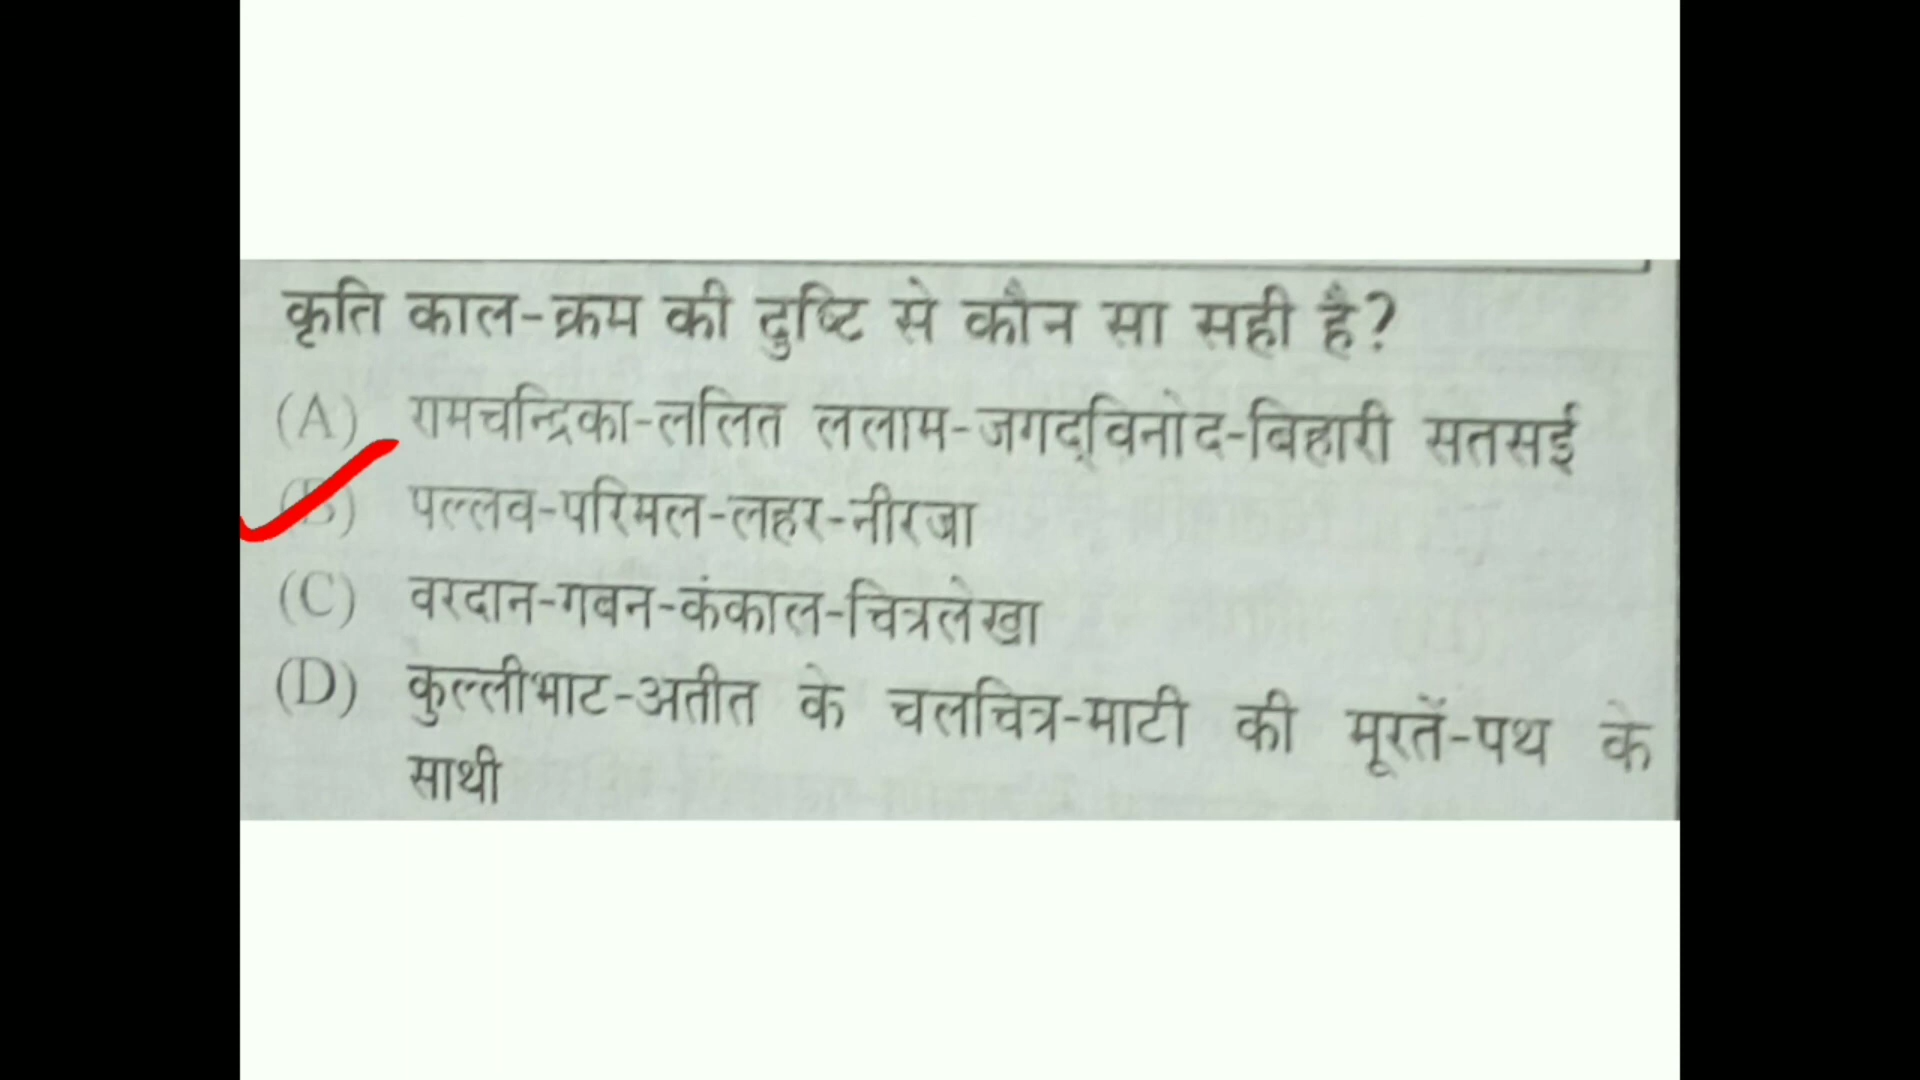 कृति काल-क्रम की दुष्टि से कौन सा सही है?
(A) रामचन्द्रिका-ललित ललाम-जगद्‌विनोद-बिहारी सतसई
(B) पल्लव-परिमल-लहर-नीरजा
(C) वरदान-गबन-कंकाल-चित्रलेखा
(D) कुल्लीभाट-अतीत के चलचित्र-माटी की मूरतें-पथ के
साथी